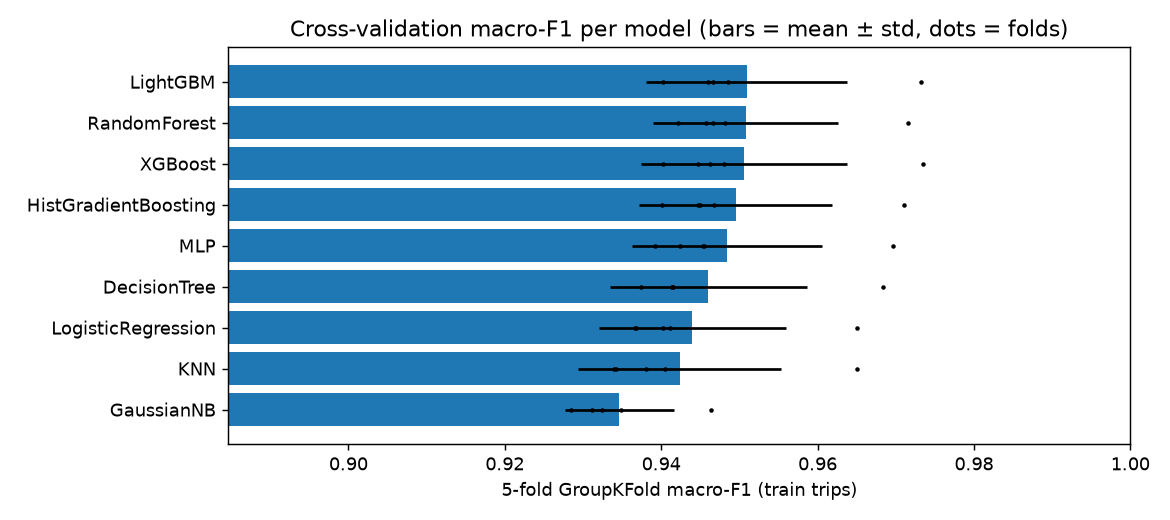 Cross-validation macro-F1 per model (bars = mean ± std, dots = folds)
LightGBM
RandomForest
XGBoost
HistGradientBoosting
MLP
DecisionTree
LogisticRegression
KNN
GaussianNB
0.90 0.92 0.94 0.96 0.98 1.00
5-fold GroupKFold macro-F1 (train trips)